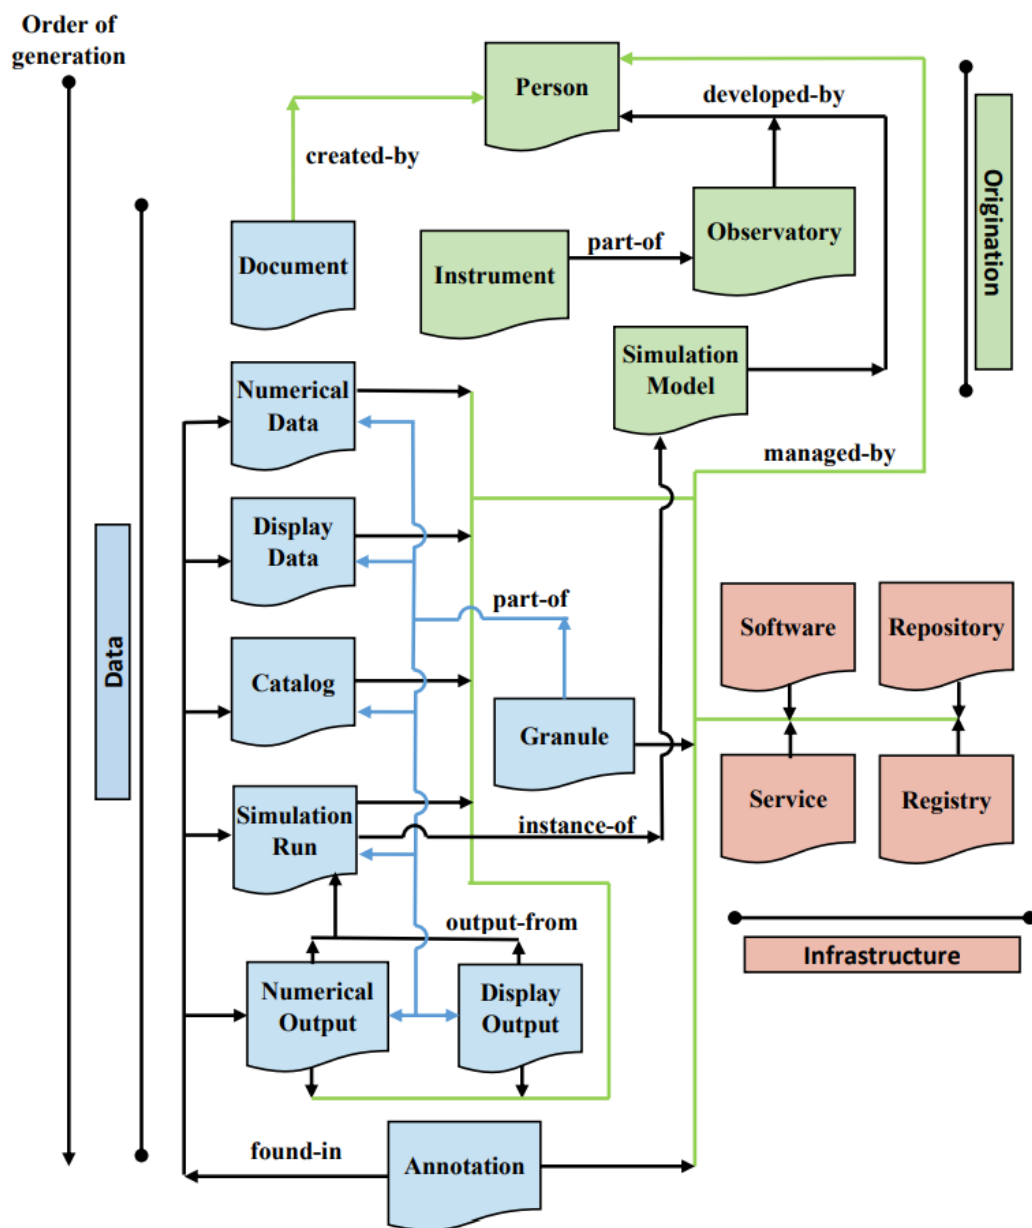 Order of
generation
Person
developed-by
created-by
Origination
Document
Instrument
part-of
Observatory
Simulation
Model
Numerical
Data
managed-by
Display
Data
Data
part-of
Software
Repository
Catalog
Granule
Service
Registry
Simulation
Run
instance-of
output-from
Infrastructure
Numerical
Output
Display
Output
found-in
Annotation